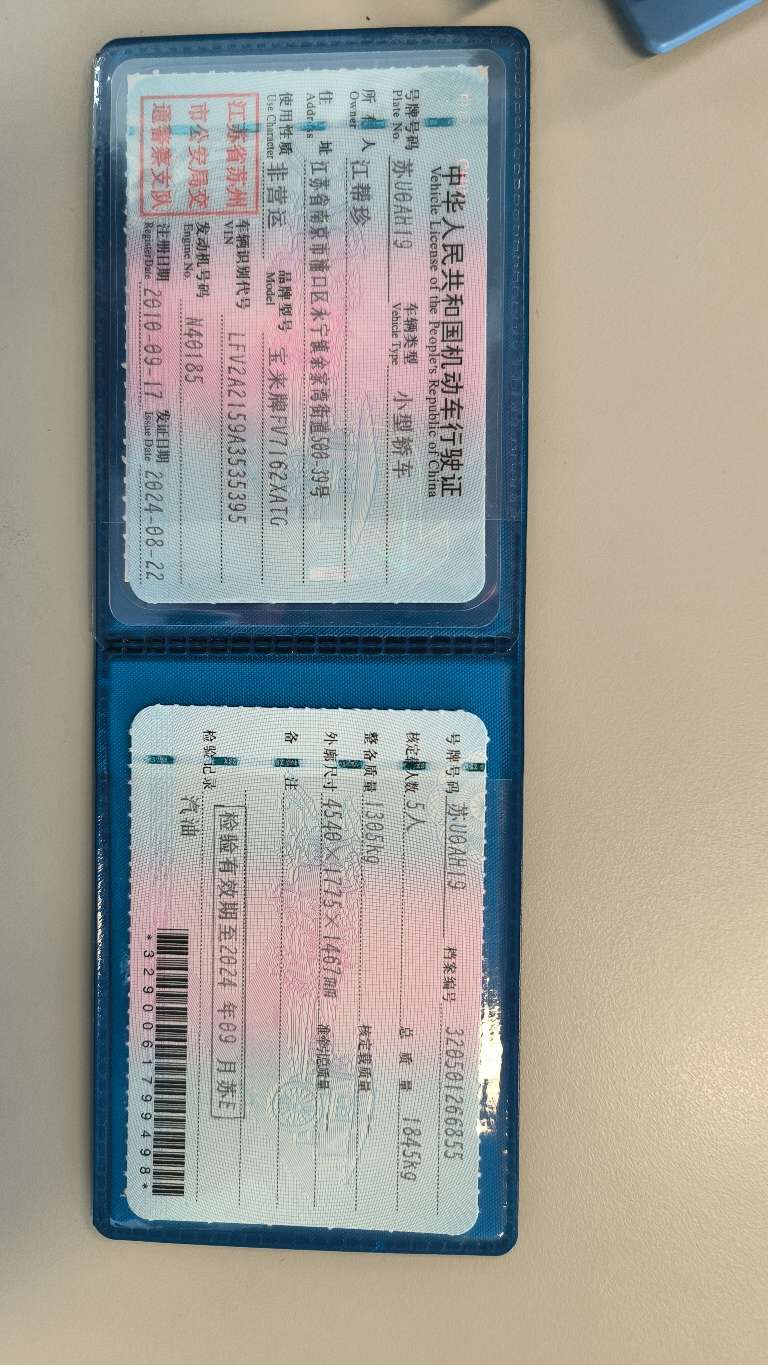 中华人民共和国机动车行驶证
Vehicle License of the People's Republic of China
号牌号码 苏U0AH19 车辆类型 小型轿车
Plate No. Vehicle Type
所有人 江帮珍
Owner
住址 江苏省南京市浦口区永宁镇余家湾街道500-39号
Address
使用性质 非营运 品牌型号 宝来牌FV7162XATG
Use Character Model
江苏省苏州
市公安局交
通警察支队
车辆识别代号 LFV2A2159A3535395
VIN
发动机号码 N40185
Engine No.
注册日期 2010-09-17 发证日期 2024-08-22
Register Date Issue Date
号牌号码 苏U0AH19 档案编号 320501266855
核定载人数 5人 总质量 1845kg
整备质量 1305kg 核定载质量
外廓尺寸 4540×1775×1467mm 准牵引总质量
备注
检验有效期至2024年09月苏E
检验记录
汽油
*3290061799498*